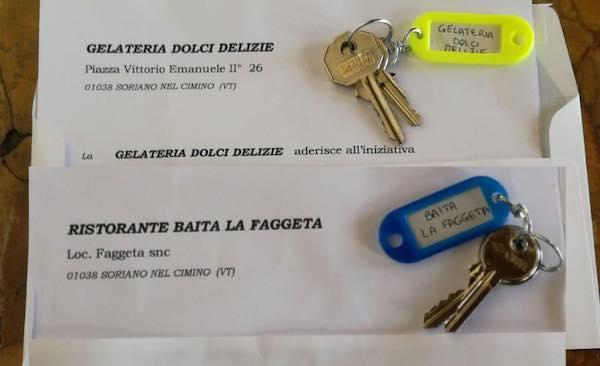 GELATERIA DOLCI DELIZIE
Piazza Vittorio Emanuele II° 26
01038 SORIANO NEL CIMINO (VT)
La GELATERIA DOLCI DELIZIE aderisce all'iniziativa
GELATERIA
DOLCI
DELIZIE
RISTORANTE BAITA LA FAGGETA
Loc. Faggeta snc
01038 SORIANO NEL CIMINO (VT)
BAITA
LA FAGGETA